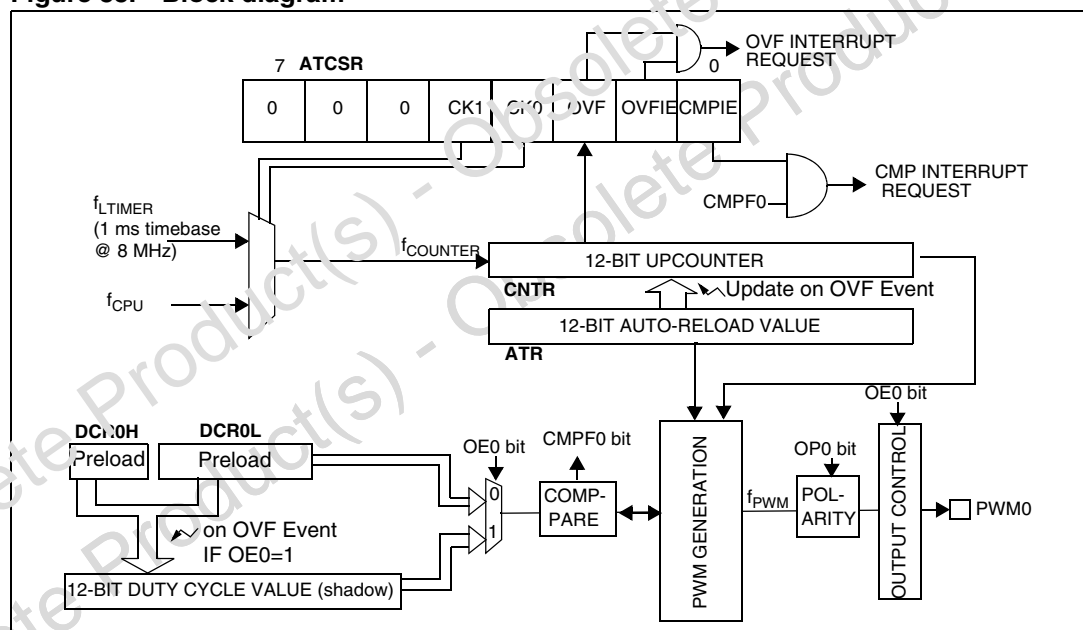 Block diagram
OVF INTERRUPT
REQUEST
7 ATCSR
0
0 0 0 CK1 CK0 OVF OVFIE CMPIE
CMP INTERRUPT
REQUEST
CMPF0
fLTIMER
(1 ms timebase
@ 8 MHz)
fCOUNTER
12-BIT UPCOUNTER
fCPU
CNTR
Update on OVF Event
12-BIT AUTO-RELOAD VALUE
ATR
OE0 bit
DCR0H DCR0L
Preload Preload
OE0 bit
CMPF0 bit
OP0 bit
0
1
COMP-
PARE
PWM GENERATION
fPWM
POL-
ARITY
OUTPUT CONTROL
PWM0
on OVF Event
IF OE0=1
12-BIT DUTY CYCLE VALUE (shadow)
Obsolete Product(s) - Obsolete Product(s)
Obsolete Product(s) - Obsolete Product(s)